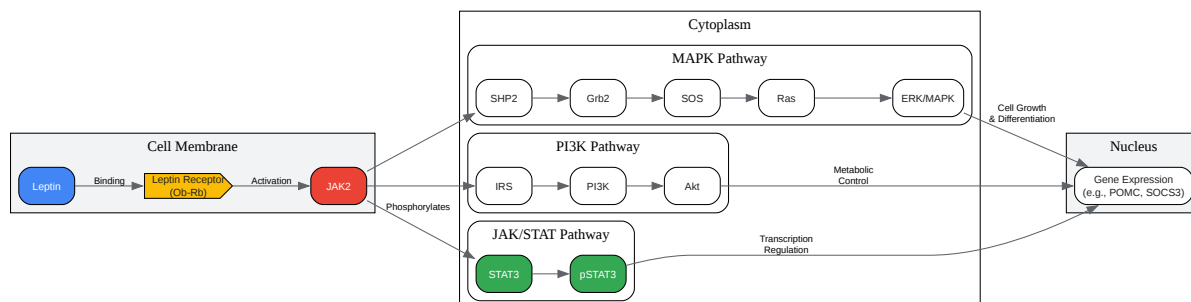 Cytoplasm
MAPK Pathway
SHP2
Grb2
SOS
Ras
ERK/MAPK
Cell Growth
& Differentiation
Cell Membrane
Leptin
Binding
Leptin Receptor
(Ob-Rb)
Activation
JAK2
Phosphorylates
PI3K Pathway
IRS
PI3K
Akt
Metabolic
Control
Nucleus
Gene Expression
(e.g., POMC, SOCS3)
JAK/STAT Pathway
STAT3
pSTAT3
Transcription
Regulation